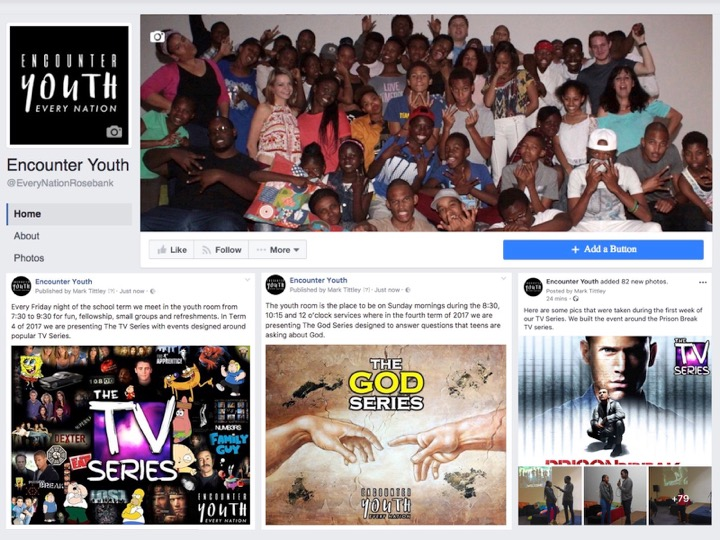 ENCOUNTER
YOUTH
EVERY NATION
Encounter Youth
@EveryNationRosebank
Home
About
Photos
LOVE
Like
Follow
More
+ Add a Button
Encounter Youth
Published by Mark Tittley [?] · Just now ·
Every Friday night of the school term we meet in the youth room from
7:30 to 9:30 for fun, fellowship, small groups and refreshments. In Term
4 of 2017 we are presenting The TV Series with events designed around
popular TV Series.
THE
APPRENTICE
THE
TV
SERIES
DEXTER
NUMB3RS
FAMILY
GUY
BREAK
ENCOUNTER
YOUTH
EVERY NATION
Encounter Youth
Published by Mark Tittley [?] · Just now ·
The youth room is the place to be on Sunday mornings during the 8:30,
10:15 and 12 o'clock services where in the fourth term of 2017 we are
presenting The God Series designed to answer questions that teens are
asking about God.
THE
GOD
SERIES
ENCOUNTER
YOUTH
EVERY NATION
Encounter Youth added 82 new photos.
Posted by Mark Tittley
24 mins ·
Here are some pics that were taken during the first week of
our TV Series. We built the event around the Prison Break
TV series.
THE
TV
SERIES
PRISON BREAK
+79